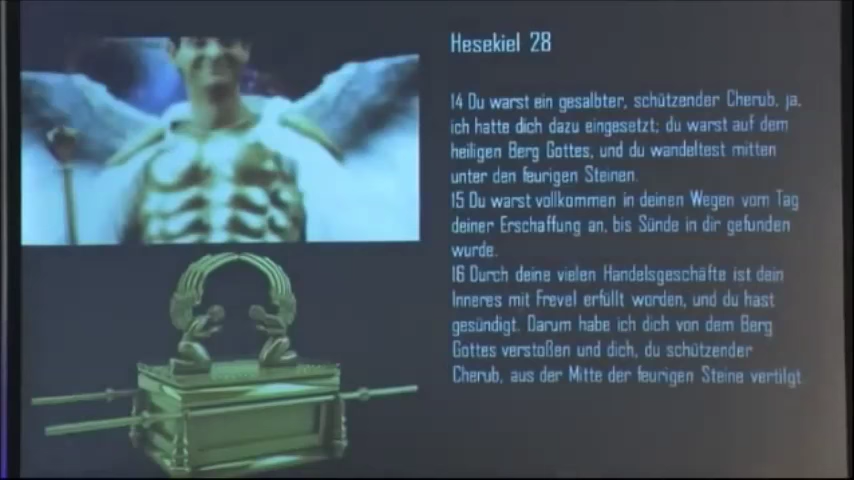 Hesekiel 28
14 Du warst ein gesalbter, schützender Cherub, ja,
ich hatte dich dazu eingesetzt; du warst auf dem
heiligen Berg Gottes, und du wandeltest mitten
unter den feurigen Steinen.
15 Du warst vollkommen in deinen Wegen vom Tag
deiner Erschaffung an, bis Sünde in dir gefunden
wurde.
16 Durch deine vielen Handelsgeschäfte ist dein
Inneres mit Frevel erfüllt worden, und du hast
gesündigt. Darum habe ich dich von dem Berg
Gottes verstoßen und dich, du schützender
Cherub, aus der Mitte der feurigen Steine vertilgt